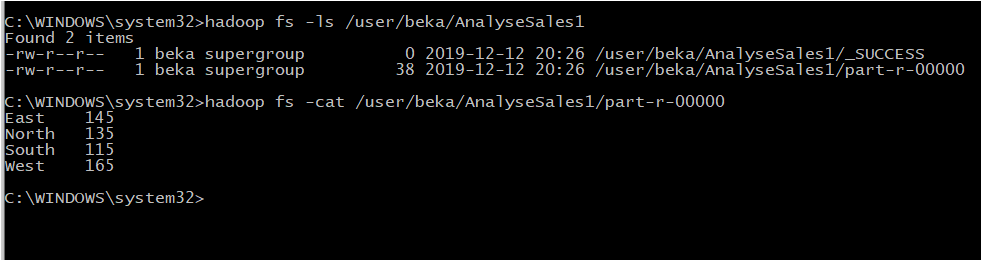 C:\WINDOWS\system32>hadoop fs -ls /user/beka/AnalyseSales1
Found 2 items
-rw-r--r--   1 beka supergroup          0 2019-12-12 20:26 /user/beka/AnalyseSales1/_SUCCESS
-rw-r--r--   1 beka supergroup         38 2019-12-12 20:26 /user/beka/AnalyseSales1/part-r-00000
C:\WINDOWS\system32>hadoop fs -cat /user/beka/AnalyseSales1/part-r-00000
East    145
North   135
South   115
West    165
C:\WINDOWS\system32>